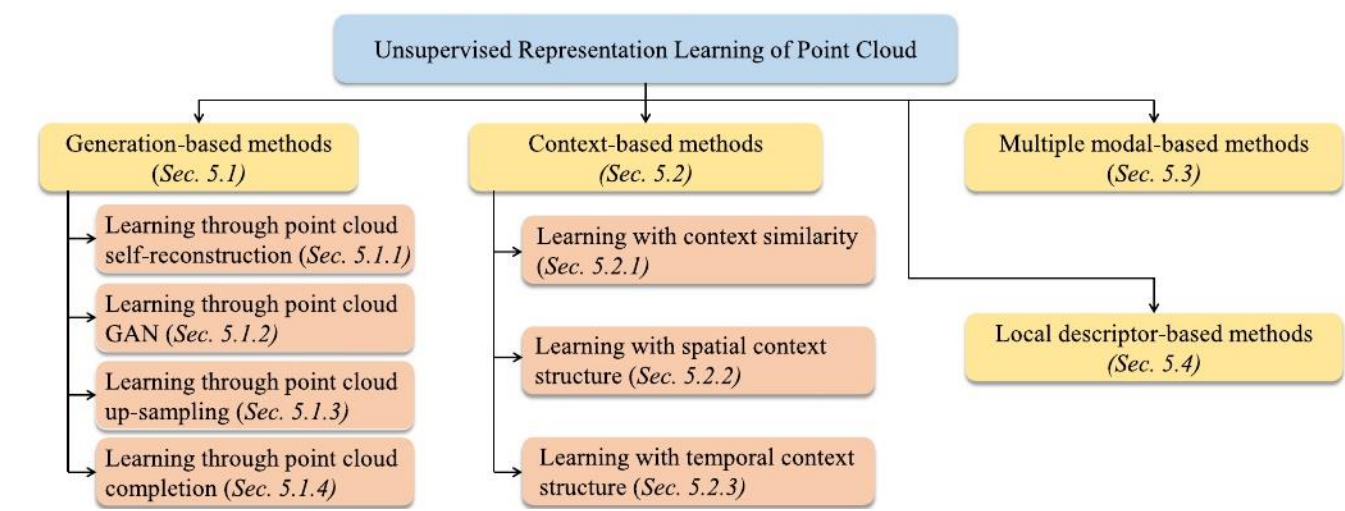 Unsupervised Representation Learning of Point Cloud
Generation-based methods
(Sec. 5.1)
Learning through point cloud
self-reconstruction (Sec. 5.1.1)
Learning through point cloud
GAN (Sec. 5.1.2)
Learning through point cloud
up-sampling (Sec. 5.1.3)
Learning through point cloud
completion (Sec. 5.1.4)
Context-based methods
(Sec. 5.2)
Learning with context similarity
(Sec. 5.2.1)
Learning with spatial context
structure (Sec. 5.2.2)
Learning with temporal context
structure (Sec. 5.2.3)
Multiple modal-based methods
(Sec. 5.3)
Local descriptor-based methods
(Sec. 5.4)